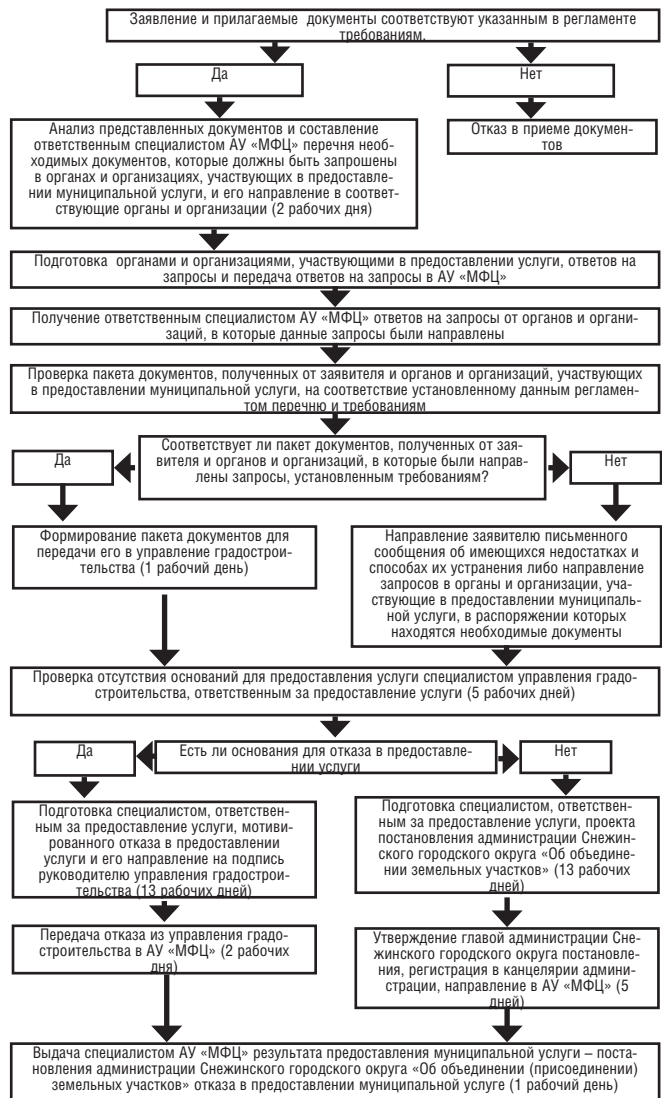 Заявление и прилагаемые документы соответствуют указанным в регламенте
требованиям.
Да
Нет
Анализ представленных документов и составление
ответственным специалистом АУ «МФЦ» перечня необ-
ходимых документов, которые должны быть запрошены
в органах и организациях, участвующих в предоставле-
нии муниципальной услуги, и его направление в соответ-
ствующие органы и организации (2 рабочих дня)
Отказ в приеме докумен-
тов
Подготовка органами и организациями, участвующими в предоставлении услуги, ответов на
запросы и передача ответов на запросы в АУ «МФЦ»
Получение ответственным специалистом АУ «МФЦ» ответов на запросы от органов и органи-
заций, в которые данные запросы были направлены
Проверка пакета документов, полученных от заявителя и органов и организаций, участвующих
в предоставлении муниципальной услуги, на соответствие установленному данным регламен-
том перечню и требованиям
Соответствует ли пакет документов, полученных от зая-
вителя и органов и организаций, в которые были направ-
лены запросы, установленным требованиям?
Да
Нет
Формирование пакета документов для
передачи его в управление градострои-
тельства (1 рабочий день)
Направление заявителю письменного
сообщения об имеющихся недостатках и
способах их устранения либо направление
запросов в органы и организации, уча-
ствующие в предоставлении муниципаль-
ной услуги, в распоряжении которых
находятся необходимые документы
Проверка отсутствия оснований для предоставления услуги специалистом управления градо-
строительства, ответственным за предоставление услуги (5 рабочих дней)
Да
Есть ли основания для отказа в предоставле-
нии услуги
Нет
Подготовка специалистом, ответствен-
ным за предоставление услуги, мотиви-
рованного отказа в предоставлении
услуги и его направление на подпись
руководителю управления градострои-
тельства (13 рабочих дней)
Подготовка специалистом, ответствен-
ным за предоставление услуги, проекта
постановления администрации Снежин-
ского городского округа «Об объедине-
нии земельных участков» (13 рабочих
дней)
Передача отказа из управления градо-
строительства в АУ «МФЦ» (2 рабочих
дня)
Утверждение главой администрации Сне-
жинского городского округа постановле-
ния, регистрация в канцелярии админи-
страции, направление в АУ «МФЦ» (5
дней)
Выдача специалистом АУ «МФЦ» результата предоставления муниципальной услуги – поста-
новления администрации Снежинского городского округа «Об объединении (присоединении)
земельных участков» отказа в предоставлении муниципальной услуге (1 рабочий день)